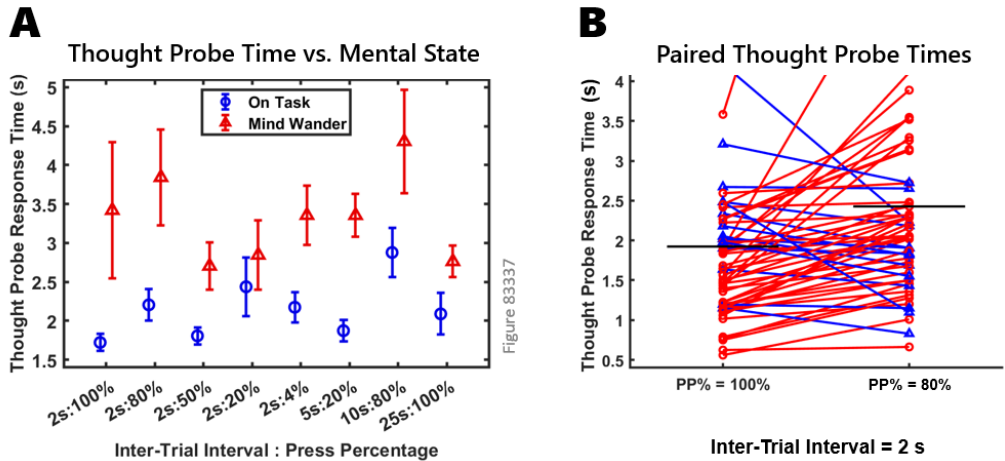 A
Thought Probe Time vs. Mental State
Thought Probe Response Time (s)
5
4.5
4
3.5
3
2.5
2
1.5
On Task
Mind Wander
2s:100%
2s:80%
2s:50%
2s:20%
2s:4%
5s:20%
10s:80%
25s:100%
Inter-Trial Interval : Press Percentage
Figure 83337
B
Paired Thought Probe Times
Thought Probe Response Time (s)
4
3.5
3
2.5
2
1.5
1
0.5
PP% = 100%
PP% = 80%
Inter-Trial Interval = 2 s